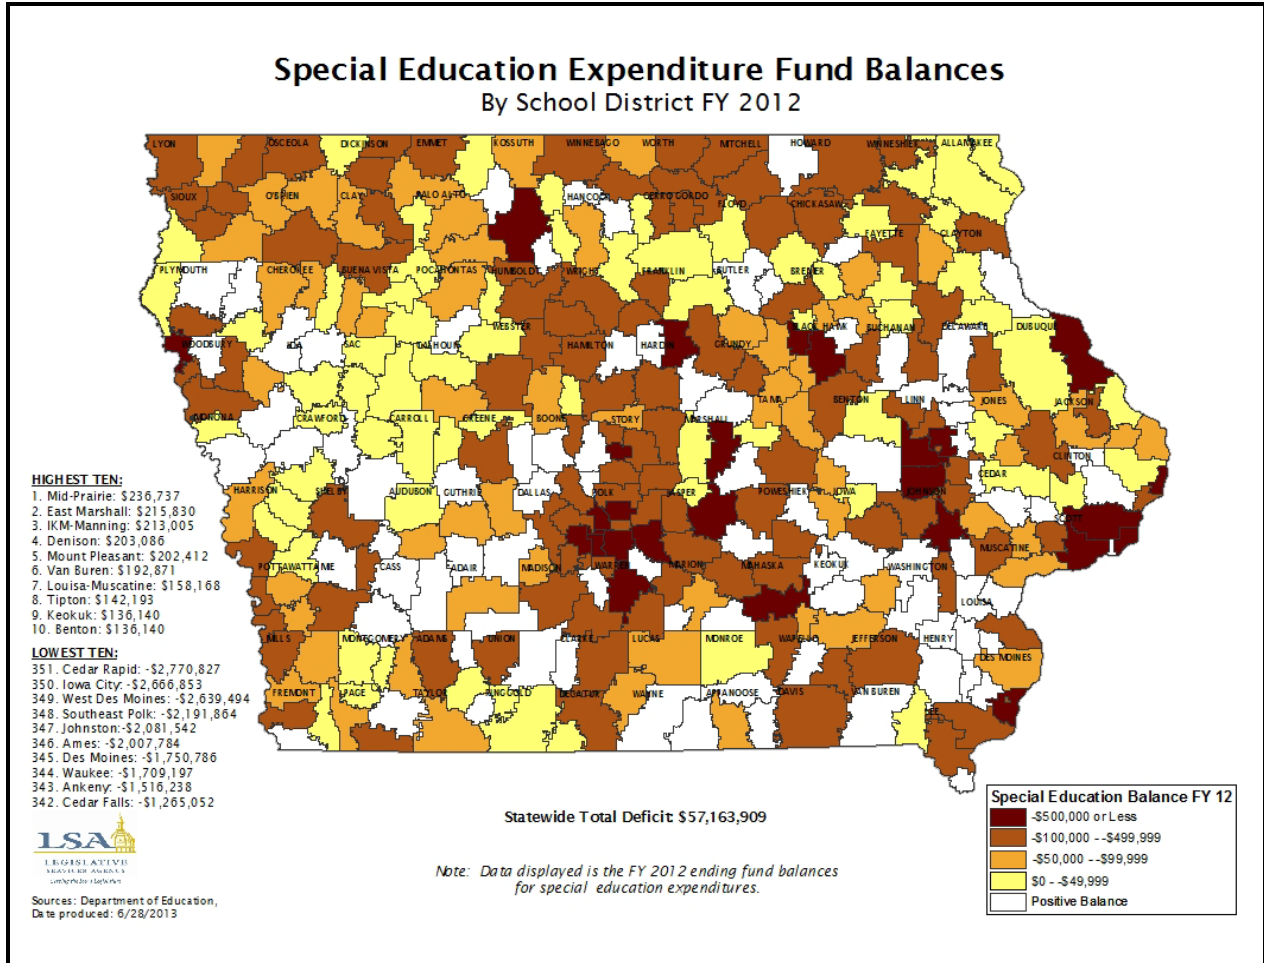 Special Education Expenditure Fund Balances
By School District FY 2012
LYON
OSCEOLA
DICKINSON
EMMET
KOSSUTH
WINNEBAGO
WORTH
MITCHELL
HOWARD
WINNESHIEK
ALLAMAKEE
SIOUX
O'BRIEN
CLAY
PALO ALTO
HANCOCK
CERRO GORDO
FLOYD
CHICKASAW
FAYETTE
CLAYTON
PLYMOUTH
CHEROKEE
BUENA VISTA
POCAHONTAS
HUMBOLDT
WRIGHT
FRANKLIN
BUTLER
BREMER
WOODBURY
IDA
SAC
CALHOUN
WEBSTER
HAMILTON
HARDIN
GRUNDY
BLACK HAWK
BUCHANAN
DELAWARE
DUBUQUE
MONONA
CRAWFORD
CARROLL
GREENE
BOONE
STORY
MARSHALL
TAMA
BENTON
LINN
JONES
JACKSON
HARRISON
SHELBY
AUDUBON
GUTHRIE
DALLAS
POLK
JASPER
POWESHIEK
IOWA
JOHNSON
CEDAR
CLINTON
SCOTT
POTTAWATTAMIE
CASS
ADAIR
MADISON
WARREN
MARION
MAHASKA
KEOKUK
WASHINGTON
MUSCATINE
LOUISA
MILLS
MONTGOMERY
ADAMS
UNION
CLARKE
LUCAS
MONROE
WAPELLO
JEFFERSON
HENRY
DES MOINES
FREMONT
PAGE
TAYLOR
RINGGOLD
DECATUR
WAYNE
APPANOOSE
DAVIS
VAN BUREN
LEE
HIGHEST TEN:
1. Mid-Prairie: $236,737
2. East Marshall: $215,830
3. IKM-Manning: $213,005
4. Denison: $203,086
5. Mount Pleasant: $202,412
6. Van Buren: $192,871
7. Louisa-Muscatine: $158,168
8. Tipton: $142,193
9. Keokuk: $136,140
10. Benton: $136,140
LOWEST TEN:
351. Cedar Rapid: -$2,770,827
350. Iowa City: -$2,666,853
349. West Des Moines: -$2,639,494
348. Southeast Polk: -$2,191,864
347. Johnston:-$2,081,542
346. Ames: -$2,007,784
345. Des Moines: -$1,750,786
344. Waukee: -$1,709,197
343. Ankeny: -$1,516,238
342. Cedar Falls: -$1,265,052
LSA
LEGISLATIVE
SERVICES AGENCY
Serving the Iowa Legislature
Sources: Department of Education,
Date produced: 6/28/2013
Statewide Total Deficit: $57,163,909
Note: Data displayed is the FY 2012 ending fund balances
for special education expenditures.
Special Education Balance FY 12
-$500,000 or Less
-$100,000 - -$499,999
-$50,000 - -$99,999
$0 - -$49,999
Positive Balance